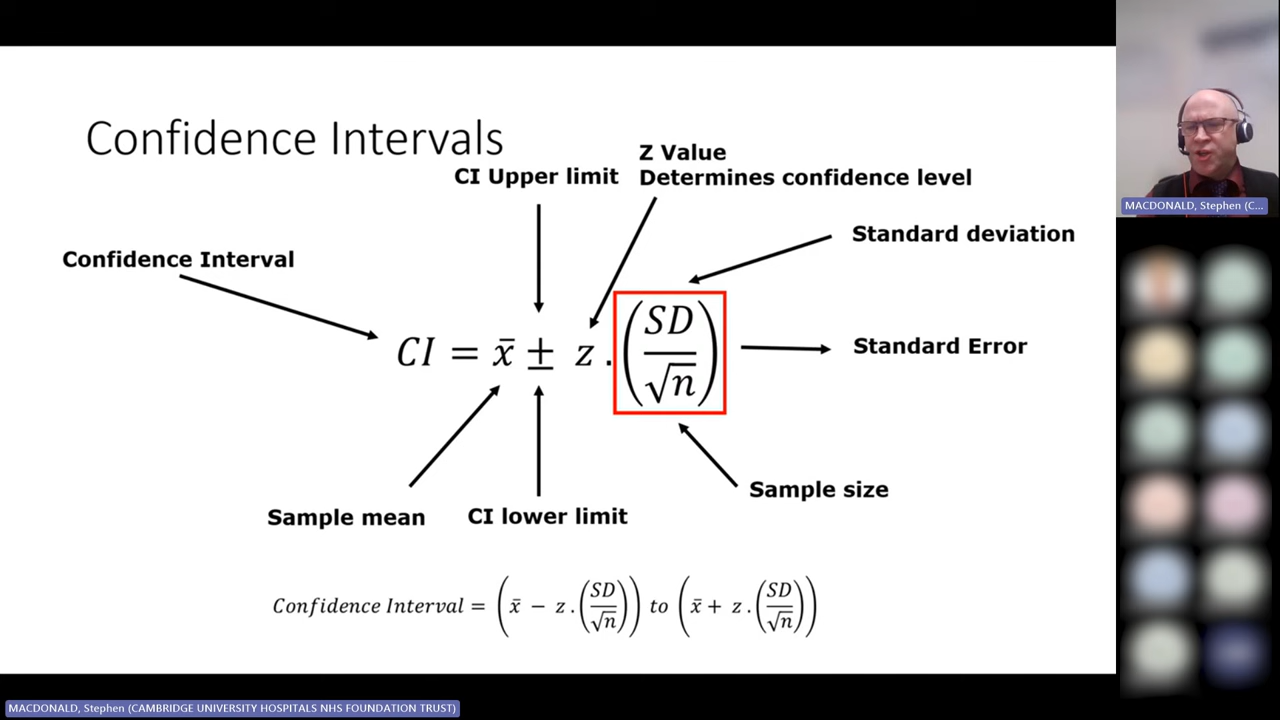 Confidence Intervals
Z Value
CI Upper limit
Determines confidence level
Standard deviation
Confidence Interval
CI = x̄ ± z . (SD/√n)
Standard Error
Sample size
Sample mean
CI lower limit
Confidence Interval = (x̄ − z . (SD/√n)) to (x̄ + z . (SD/√n))
MACDONALD, Stephen (C...
MACDONALD, Stephen (CAMBRIDGE UNIVERSITY HOSPITALS NHS FOUNDATION TRUST)